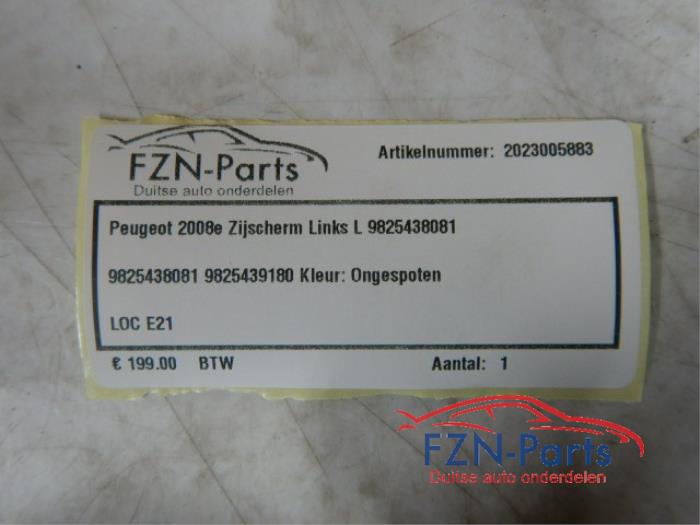 FZN-Parts
Duitse auto onderdelen
Artikelnummer: 2023005883
Peugeot 2008e Zijscherm Links L 9825438081
9825438081 9825439180 Kleur: Ongespoten
LOC E21
€ 199.00 BTW Aantal: 1
FZN-Parts
Duitse auto onderdelen